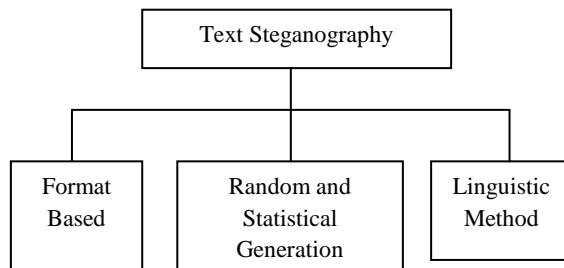 Text Steganography
Format
Based
Random and
Statistical
Generation
Linguistic
Method